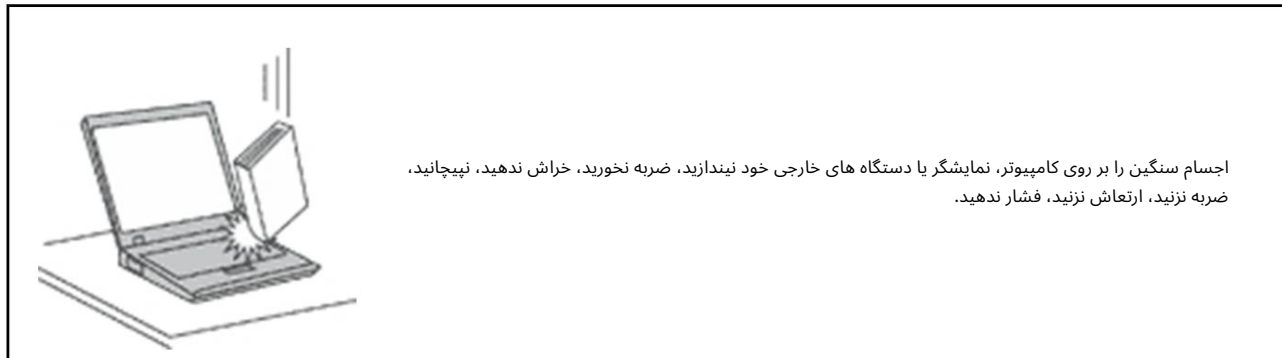 اجسام سنگین را بر روی کامپیوتر، نمایشگر یا دستگاه های خارجی خود نیندازید، ضربه نخورید، خراش ندهید، نپیچانید،
ضربه نزنید، ارتعاش نزنید، فشار ندهید.